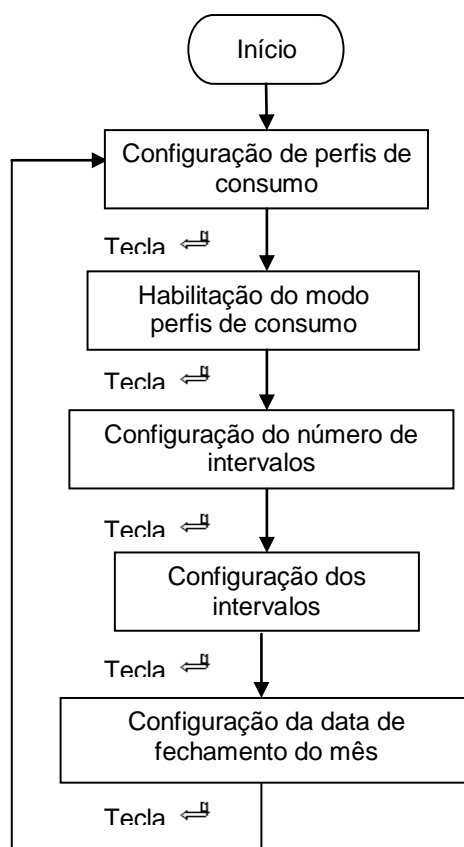 Início
Configuração de perfis de
consumo
Tecla ⏎
Habilitação do modo
perfis de consumo
Tecla ⏎
Configuração do número de
intervalos
Tecla ⏎
Configuração dos
intervalos
Tecla ⏎
Configuração da data de
fechamento do mês
Tecla ⏎